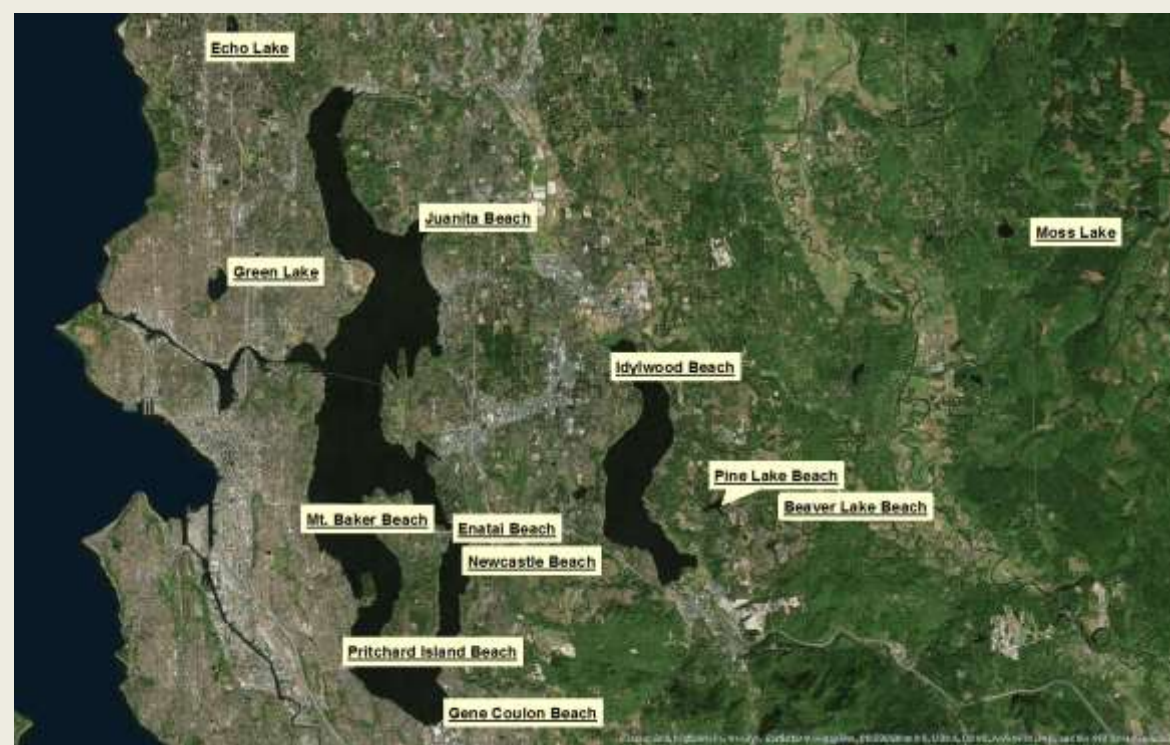 Echo Lake
Juanita Beach
Moss Lake
Green Lake
Idylwood Beach
Pine Lake Beach
Beaver Lake Beach
Mt. Baker Beach
Enatai Beach
Newcastle Beach
Pritchard Island Beach
Gene Coulon Beach